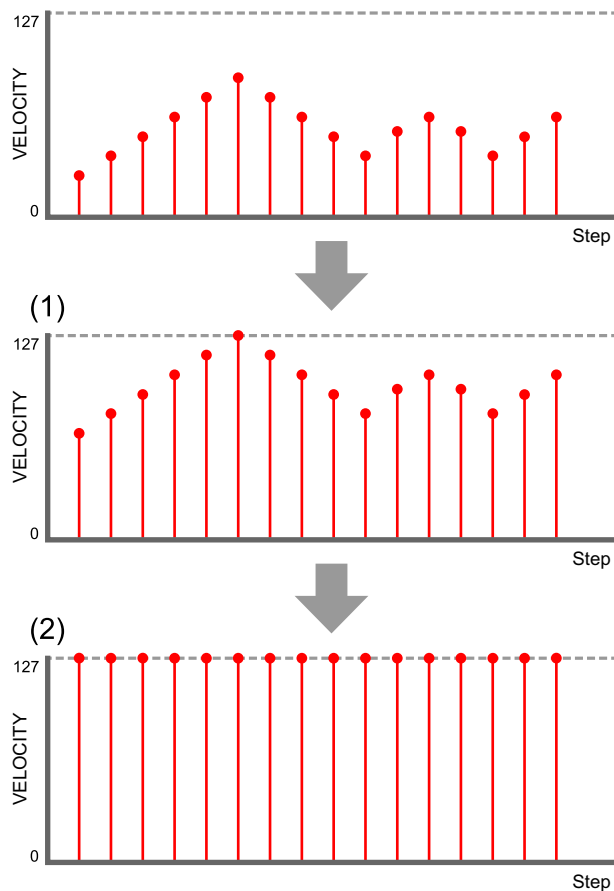 127
VELOCITY
0
Step
(1)
127
VELOCITY
0
Step
(2)
127
VELOCITY
0
Step